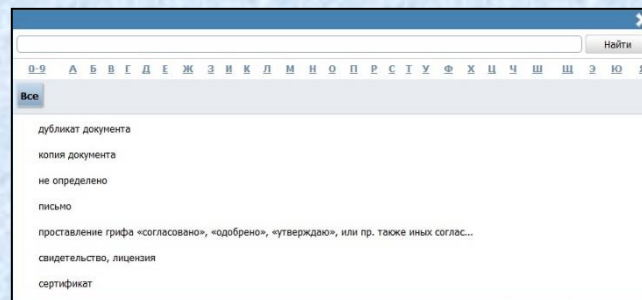 Найти
0-9 А Б В Г Д Е Ж З И К Л М Н О П Р С Т У Ф Х Ц Ч Ш Щ Э Ю
Все
дубликат документа
копия документа
не определено
письмо
проставление грифа «согласовано», «одобрено», «утверждаю», или пр. также иных соглас...
свидетельство, лицензия
сертификат